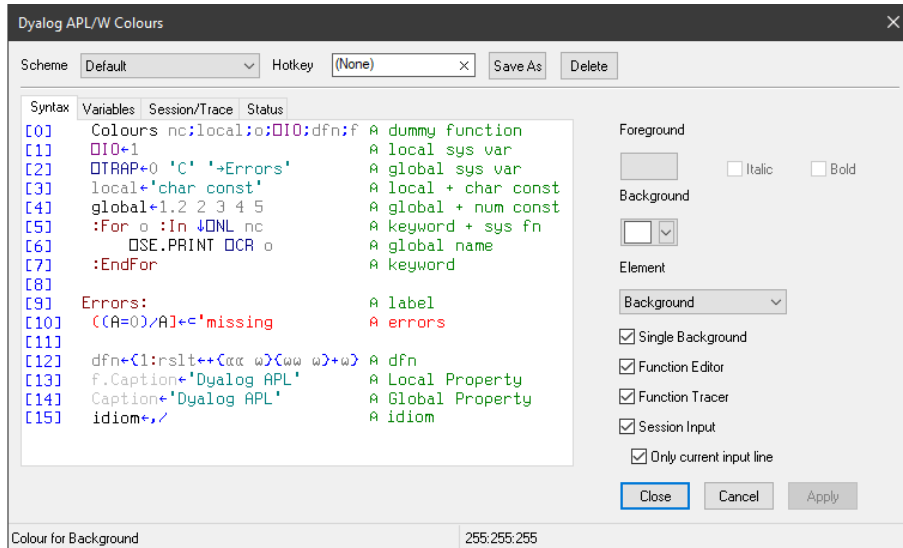 Dyalog APL/W Colours
Scheme Default Hotkey (None) Save As Delete
Syntax Variables Session/Trace Status
[0] Colours nc;local;o;⎕IO;dfn;f ⍝ dummy function
[1] ⎕IO←1 ⍝ local sys var
[2] ⎕TRAP←0 'C' '→Errors' ⍝ global sys var
[3] local←'char const' ⍝ local + char const
[4] global←1.2 2 3 4 5 ⍝ global + num const
[5] :For o :In ↓⎕NL nc ⍝ keyword + sys fn
[6] ⎕SE.PRINT ⎕CR o ⍝ global name
[7] :EndFor ⍝ keyword
[8]
[9] Errors: ⍝ label
[10] ((A=0)/A]←⊂'missing ⍝ errors
[11]
[12] dfn←{1:rslt←+{⍺⍺ ⍵}{⍵⍵ ⍵}+⍵} ⍝ dfn
[13] f.Caption←'Dyalog APL' ⍝ Local Property
[14] Caption←'Dyalog APL' ⍝ Global Property
[15] idiom←,/ ⍝ idiom
Foreground
Italic Bold
Background
Element
Background
Single Background
Function Editor
Function Tracer
Session Input
Only current input line
Close Cancel Apply
Colour for Background 255:255:255